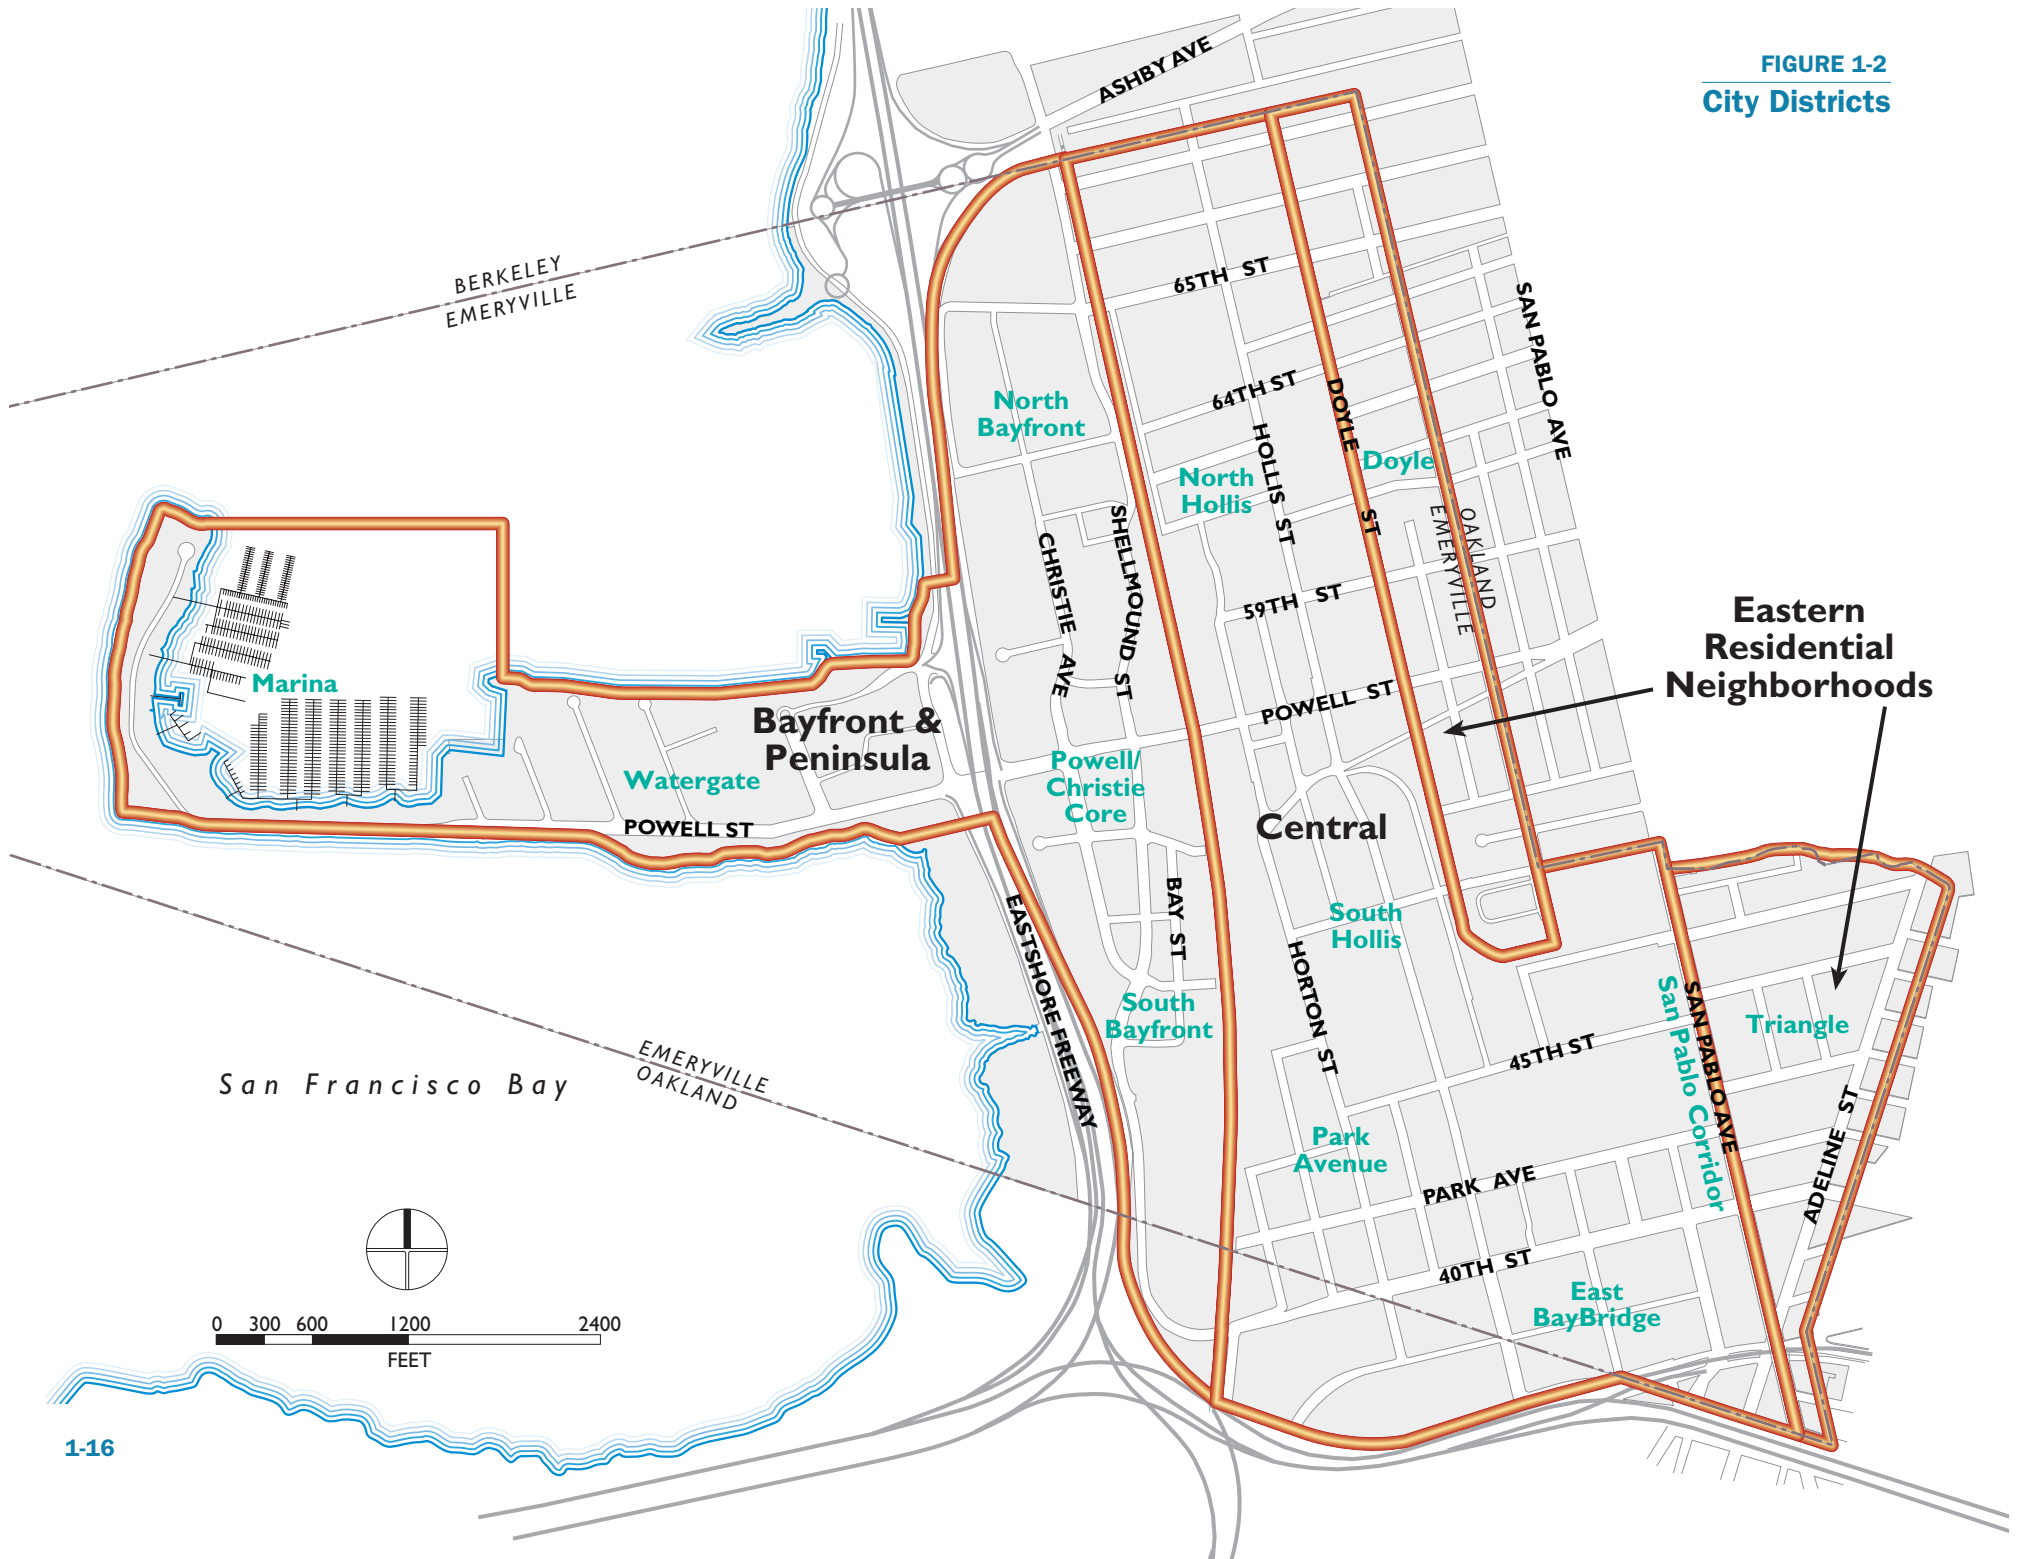 FIGURE 1-2
City Districts
ASHBY AVE
BERKELEY
EMERYVILLE
65TH ST
SAN PABLO AVE
64TH ST
DOYLE ST
HOLLIS ST
North
Bayfront
North
Hollis
Doyle
OAKLAND
EMERYVILLE
CHRISTIE AVE
SHELLMOUND ST
59TH ST
Eastern
Residential
Neighborhoods
Marina
POWELL ST
Bayfront &
Peninsula
Watergate
POWELL ST
Powell/
Christie
Core
Central
BAY ST
EASTSHORE FREEWAY
South
Hollis
HORTON ST
South
Bayfront
San Pablo Corridor
SAN PABLO AVE
Triangle
45TH ST
ADELINE ST
EMERYVILLE
OAKLAND
San Francisco Bay
Park
Avenue
PARK AVE
40TH ST
East
BayBridge
0 300 600 1200 2400
FEET
1-16